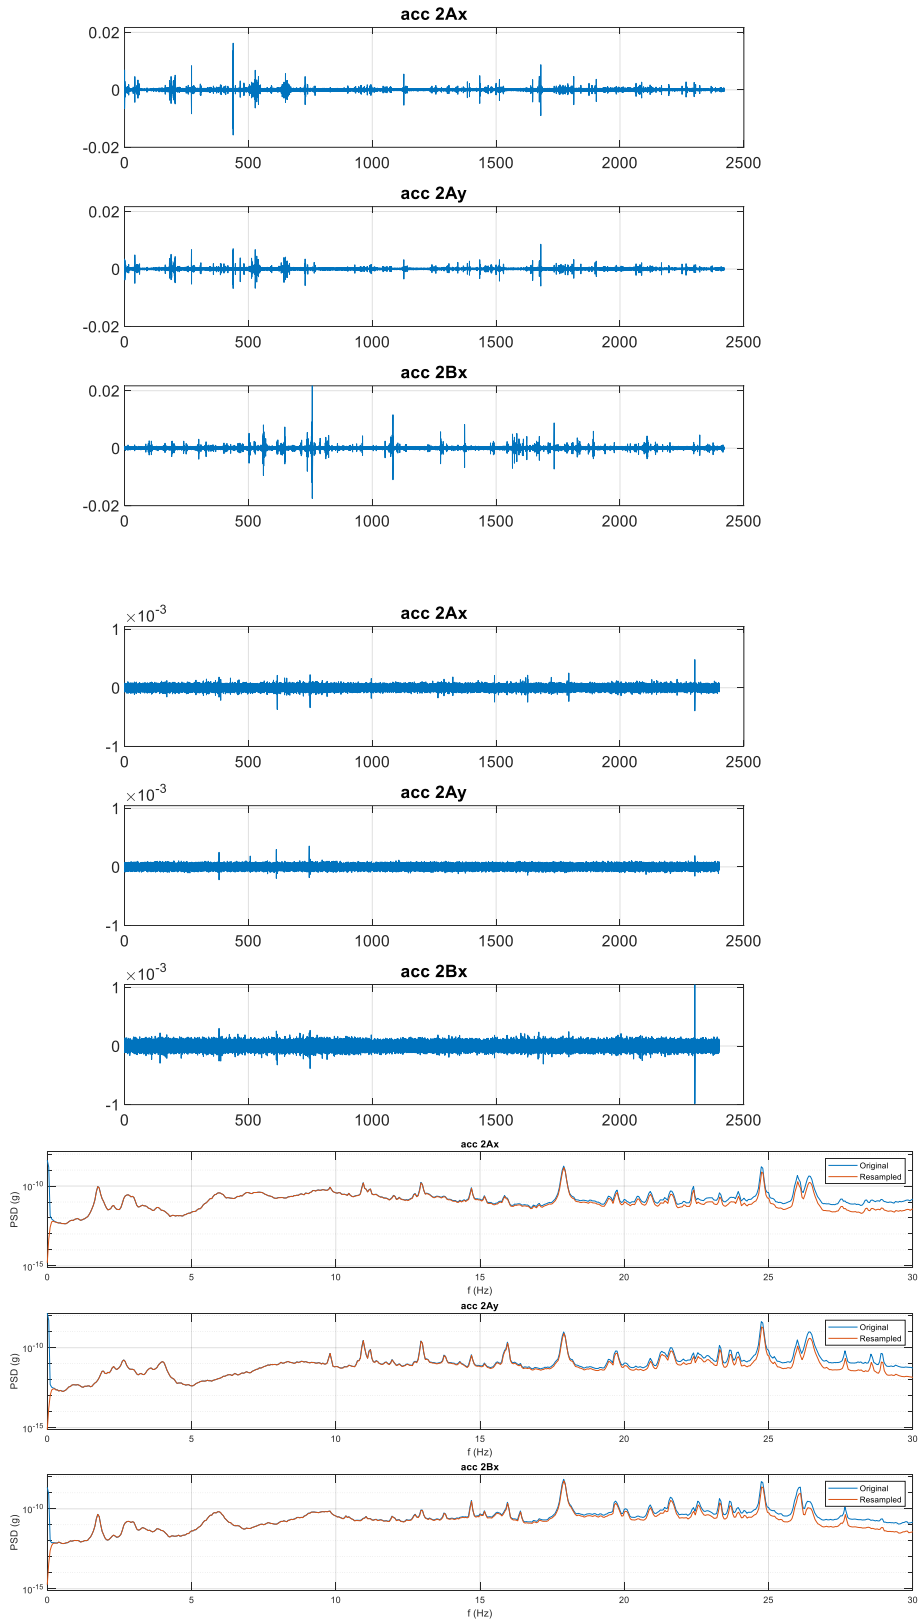 acc 2Ax
0.02
0
-0.02
0 500 1000 1500 2000 2500
acc 2Ay
0.02
0
-0.02
0 500 1000 1500 2000 2500
acc 2Bx
0.02
0
-0.02
0 500 1000 1500 2000 2500
acc 2Ax
×10⁻³
1
0
-1
0 500 1000 1500 2000 2500
acc 2Ay
×10⁻³
1
0
-1
0 500 1000 1500 2000 2500
acc 2Bx
×10⁻³
1
0
-1
0 500 1000 1500 2000 2500
acc 2Ax
PSD (g)
10⁻¹⁰
10⁻¹⁵
Original
Resampled
0 5 10 15 20 25 30
f (Hz)
acc 2Ay
PSD (g)
10⁻¹⁰
10⁻¹⁵
Original
Resampled
0 5 10 15 20 25 30
f (Hz)
acc 2Bx
PSD (g)
10⁻¹⁰
10⁻¹⁵
Original
Resampled
0 5 10 15 20 25 30
f (Hz)